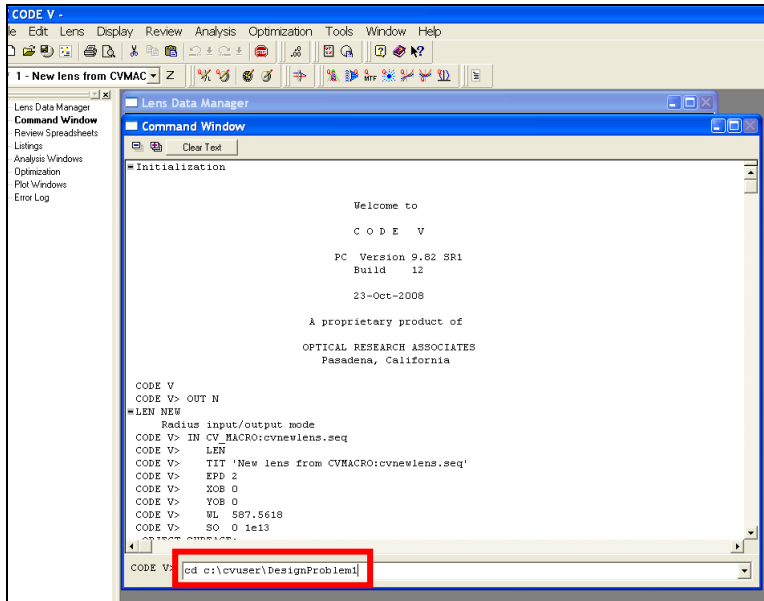 CODE V -
le Edit Lens Display Review Analysis Optimization Tools Window Help
1 - New lens from CVMAC Z MTF
Lens Data Manager
Command Window
Review Spreadsheets
Listings
Analysis Windows
Optimization
Plot Windows
Error Log
Lens Data Manager
Command Window
Clear Text
Initialization
Welcome to
C O D E V
PC Version 9.82 SR1
Build 12
23-Oct-2008
A proprietary product of
OPTICAL RESEARCH ASSOCIATES
Pasadena, California
CODE V
CODE V> OUT N
LEN NEW
Radius input/output mode
CODE V> IN CV_MACRO:cvnewlens.seq
CODE V> LEN
CODE V> TIT 'New lens from CVMACRO:cvnewlens.seq'
CODE V> EPD 2
CODE V> XOB 0
CODE V> YOB 0
CODE V> WL 587.5618
CODE V> SO 0 1e13
OBJECT SURFACE:
CODE V> cd c:\cvuser\DesignProblem1